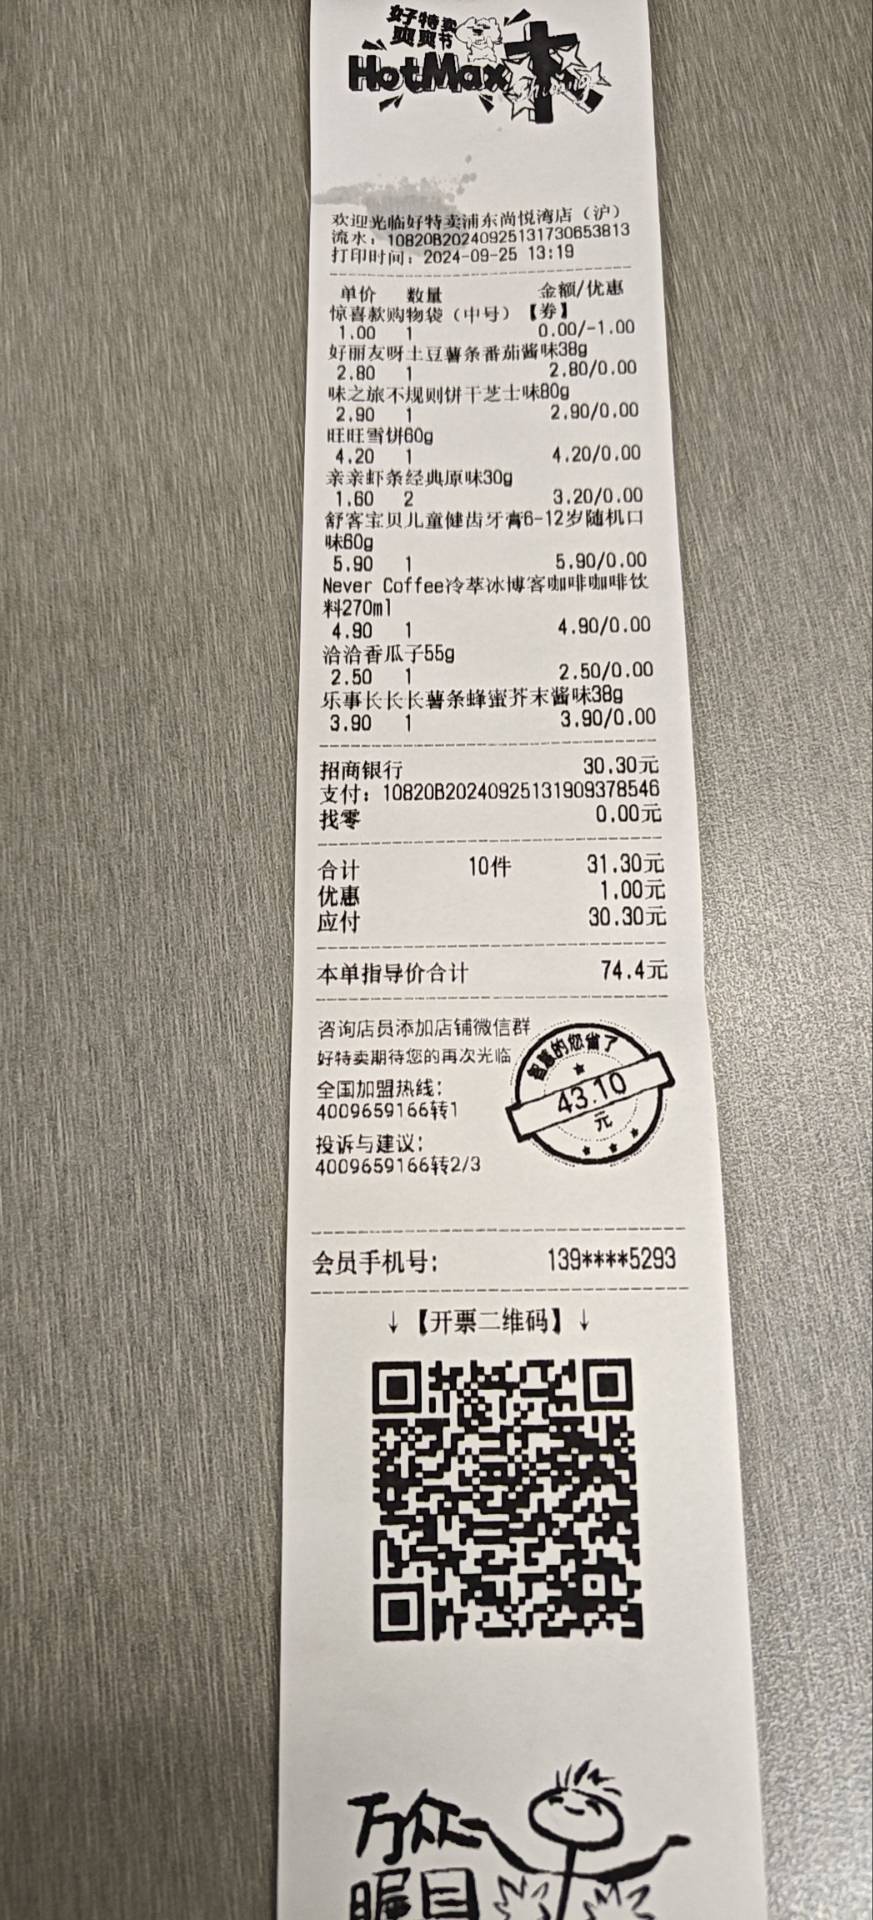 好特卖
爽爽节
HotMax
欢迎光临好特卖浦东尚悦湾店（沪）
流水：10820B20240925131730653813
打印时间：2024-09-25 13:19
单价 数量 金额/优惠
惊喜款购物袋（中号）【券】
1.00 1 0.00/-1.00
好丽友呀土豆薯条番茄酱味38g
2.80 1 2.80/0.00
味之旅不规则饼干芝士味80g
2.90 1 2.90/0.00
旺旺雪饼60g
4.20 1 4.20/0.00
亲亲虾条经典原味30g
1.60 2 3.20/0.00
舒客宝贝儿童健齿牙膏6-12岁随机口
味60g
5.90 1 5.90/0.00
Never Coffee冷萃冰博客咖啡咖啡饮
料270ml
4.90 1 4.90/0.00
洽洽香瓜子55g
2.50 1 2.50/0.00
乐事长长长薯条蜂蜜芥末酱味38g
3.90 1 3.90/0.00
招商银行 30.30元
支付：10820B20240925131909378546
找零 0.00元
合计 10件 31.30元
优惠 1.00元
应付 30.30元
本单指导价合计 74.4元
咨询店员添加店铺微信群
好特卖期待您的再次光临
全国加盟热线：
4009659166转1
投诉与建议：
4009659166转2/3
智慧的您省了
43.10
元
会员手机号： 139****5293
↓【开票二维码】↓
万众
瞩目